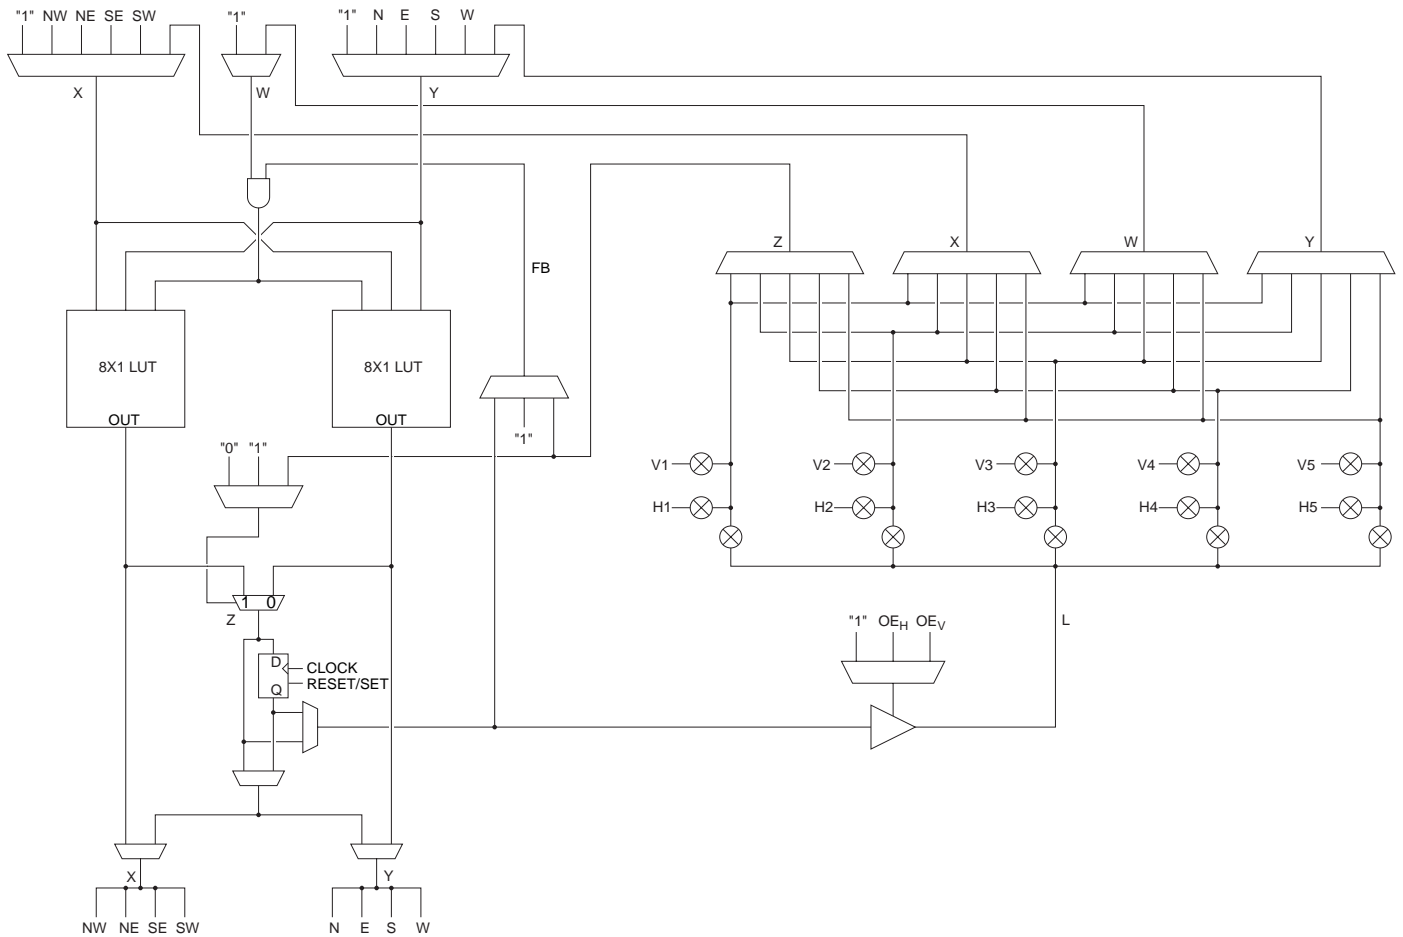 "1" NW NE SE SW
"1"
"1" N E S W
X
W
Y
Z
X
W
Y
FB
8X1 LUT
OUT
8X1 LUT
OUT
"1"
"0" "1"
V1
V2
V3
V4
V5
H1
H2
H3
H4
H5
1 0
Z
"1" OEH OEV
L
D
CLOCK
RESET/SET
Q
X
Y
NW NE SE SW
N E S W